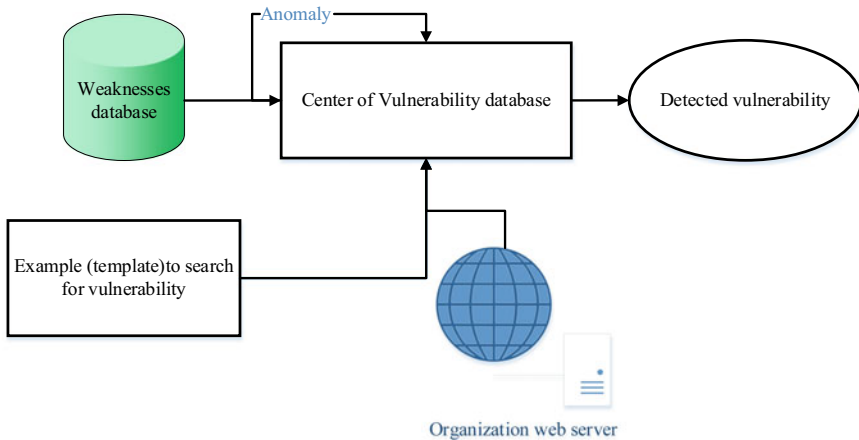 Anomaly
Weaknesses
database
Center of Vulnerability database
Detected vulnerability
Example (template)to search
for vulnerability
Organization web server